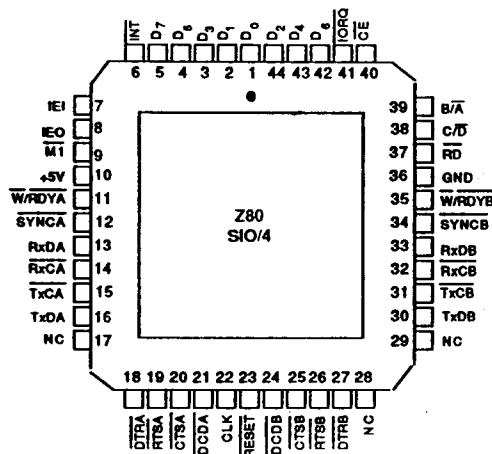 INT D7 D5 D3 D1 D0 D2 D4 D6 IORQ CE
6 5 4 3 2 1 44 43 42 41 40
IEI 7
IEO 8
M1 9
+5V 10
W/RDYA 11
SYNCA 12
RxDA 13
RxCA 14
TxCA 15
TxDA 16
NC 17
Z80
SIO/4
39 B/A
38 C/D
37 RD
36 GND
35 W/RDYB
34 SYNCB
33 RxDB
32 RxCB
31 TxCB
30 TxDB
29 NC
18 19 20 21 22 23 24 25 26 27 28
DTRA RTSA CTSA DCDA CLK RESET DCDB CTSB RTSB DTRB NC